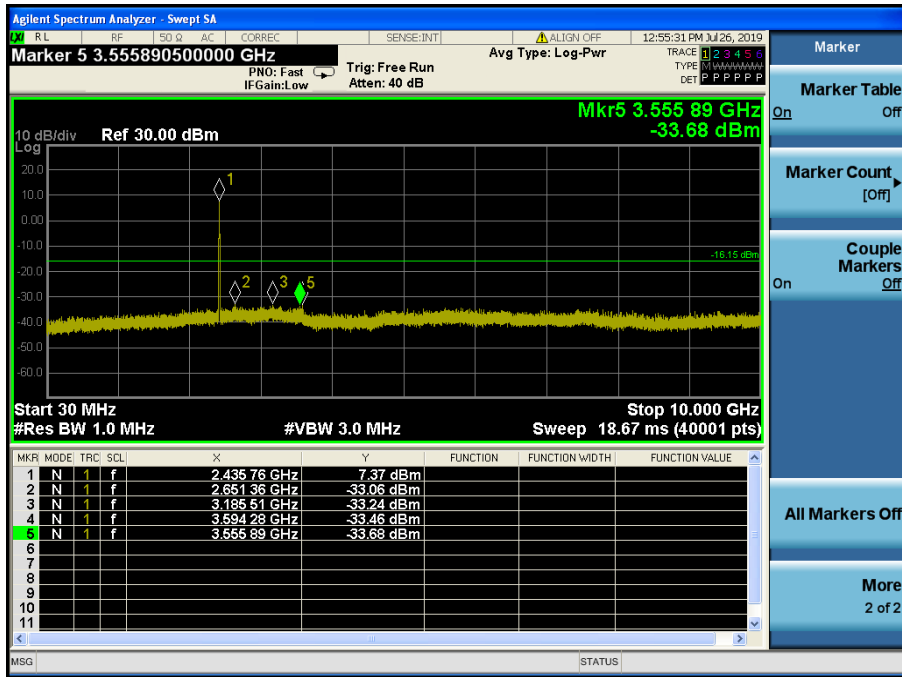 Agilent Spectrum Analyzer - Swept SA
LXI RL RF 50 Ω AC CORREC SENSE:INT ALIGN OFF 12:55:31 PM Jul 26, 2019
Marker 5 3.555890500000 GHz
Avg Type: Log-Pwr
TRACE 1 2 3 4 5 6
PNO: Fast
Trig: Free Run
TYPE M W W W W W
IFGain:Low
Atten: 40 dB
DET P P P P P P
Marker
Marker Table
On Off
Marker Count
[Off]
Couple
Markers
On Off
All Markers Off
More
2 of 2
Mkr5 3.555 89 GHz
-33.68 dBm
10 dB/div Ref 30.00 dBm
Log
20.0
10.0
0.00
-10.0
-20.0
-30.0
-40.0
-50.0
-60.0
1
2 3 5
-16.15 dBm
Start 30 MHz Stop 10.000 GHz
#Res BW 1.0 MHz #VBW 3.0 MHz Sweep 18.67 ms (40001 pts)
MKR MODE TRC SCL X Y FUNCTION FUNCTION WIDTH FUNCTION VALUE
1 N 1 f 2.435 76 GHz 7.37 dBm
2 N 1 f 2.651 36 GHz -33.06 dBm
3 N 1 f 3.185 51 GHz -33.24 dBm
4 N 1 f 3.594 28 GHz -33.46 dBm
5 N 1 f 3.555 89 GHz -33.68 dBm
6
7
8
9
10
11
MSG STATUS